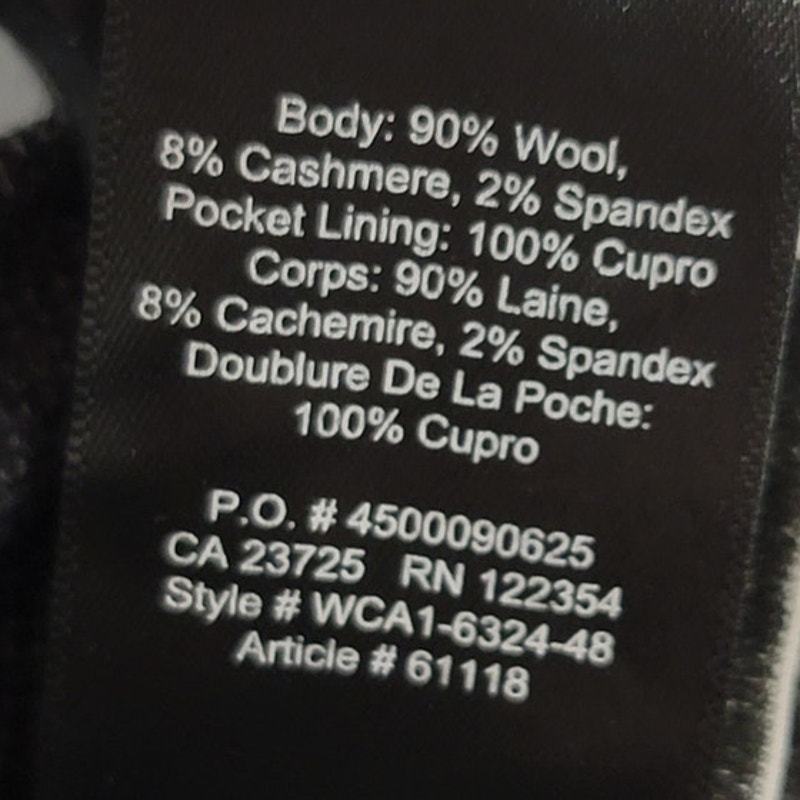 Body: 90% Wool,
8% Cashmere, 2% Spandex
Pocket Lining: 100% Cupro
Corps: 90% Laine,
8% Cachemire, 2% Spandex
Doublure De La Poche:
100% Cupro
P.O. # 4500090625
CA 23725 RN 122354
Style # WCA1-6324-48
Article # 61118